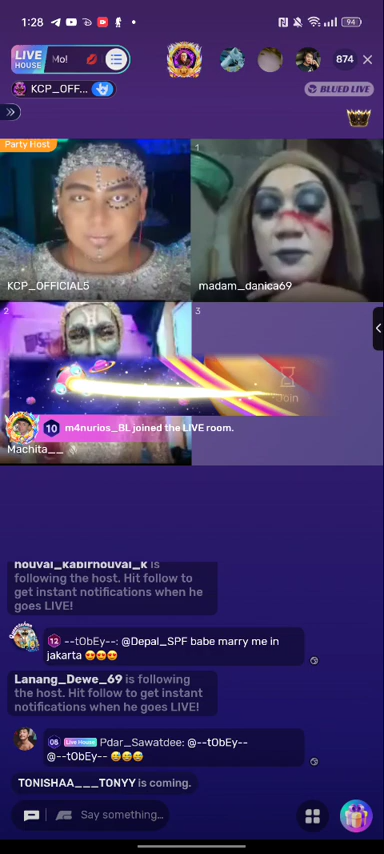 1:28
94
LIVE
HOUSE
Mo!
874
KCP_OFF...
BLUED LIVE
Party Host
1
KCP_OFFICIAL5
madam_danica69
2
3
Join
10 m4nurios_BL joined the LIVE room.
Machita__
nouval_kabirnouval_k is
following the host. Hit follow to
get instant notifications when he
goes LIVE!
12 --tObEy--: @Depal_SPF babe marry me in
jakarta 😍😍😍
Lanang_Dewe_69 is following
the host. Hit follow to get instant
notifications when he goes LIVE!
05 Live House Pdar_Sawatdee: @--tObEy--
@--tObEy-- 😅😅😅
TONISHAA___TONYY is coming.
Say something...